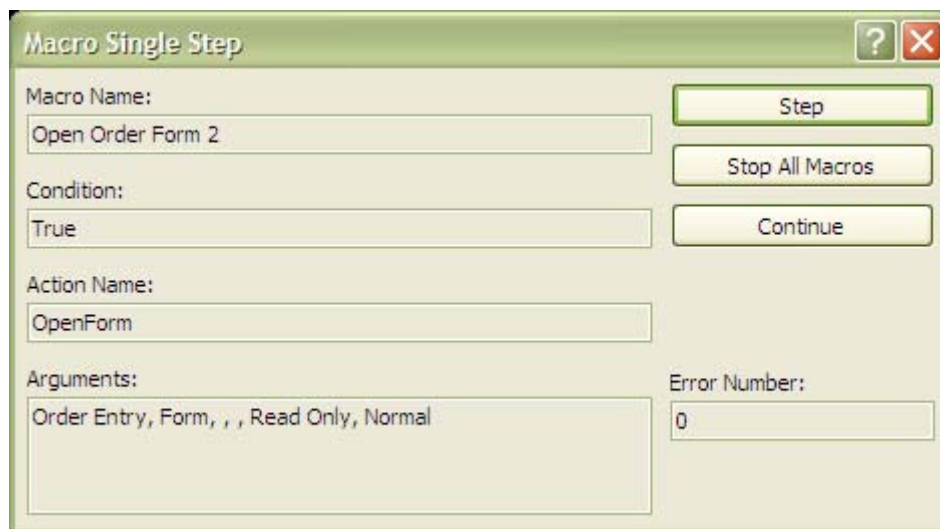 Macro Single Step
Macro Name:
Open Order Form 2
Condition:
True
Action Name:
OpenForm
Arguments:
Order Entry, Form, , , Read Only, Normal
Step
Stop All Macros
Continue
Error Number:
0